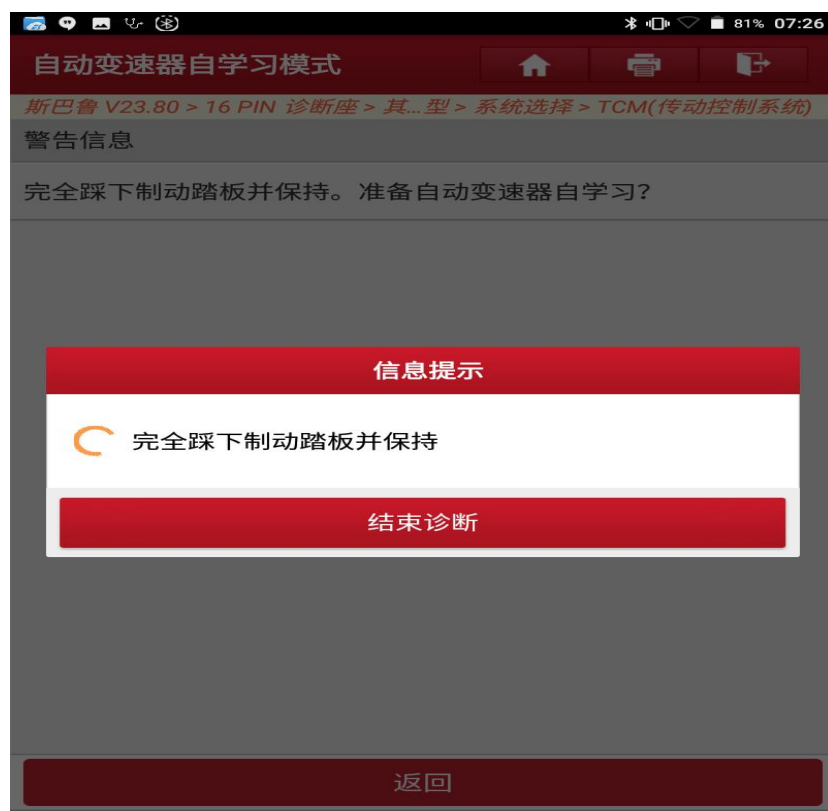 81% 07:26
自动变速器自学习模式
斯巴鲁 V23.80 > 16 PIN 诊断座 > 其...型 > 系统选择 > TCM(传动控制系统)
警告信息
完全踩下制动踏板并保持。准备自动变速器自学习?
信息提示
完全踩下制动踏板并保持
结束诊断
返回